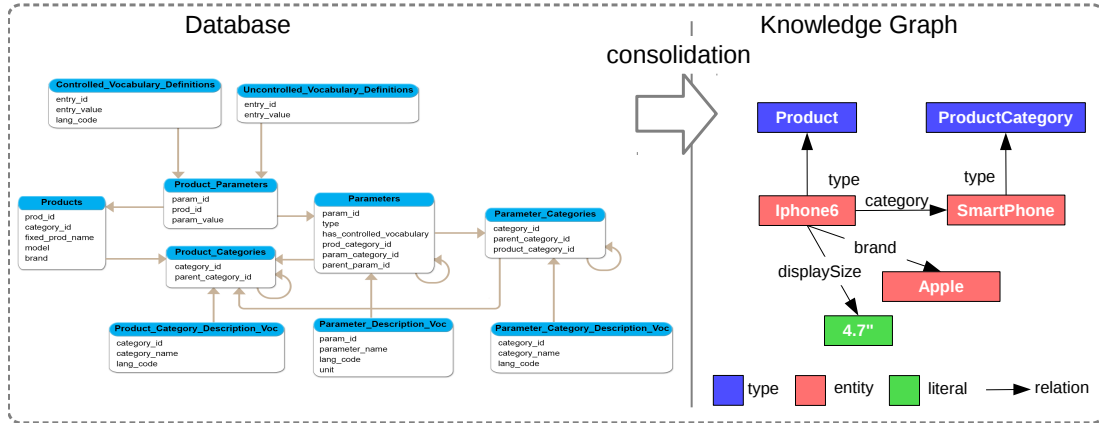 Database
Knowledge Graph
consolidation
Controlled_Vocabulary_Definitions
entry_id
entry_value
lang_code
Uncontrolled_Vocabulary_Definitions
entry_id
entry_value
Product_Parameters
param_id
prod_id
param_value
Products
prod_id
category_id
fixed_prod_name
model
brand
Parameters
param_id
type
has_controlled_vocabulary
prod_category_id
param_category_id
parent_param_id
Parameter_Categories
category_id
parent_category_id
product_category_id
Product_Categories
category_id
parent_category_id
Product_Category_Description_Voc
category_id
category_name
lang_code
Parameter_Description_Voc
param_id
parameter_name
lang_code
unit
Parameter_Category_Description_Voc
category_id
category_name
lang_code
Product
ProductCategory
type
type
Iphone6
category
SmartPhone
brand
displaySize
Apple
4.7"
type
entity
literal
relation